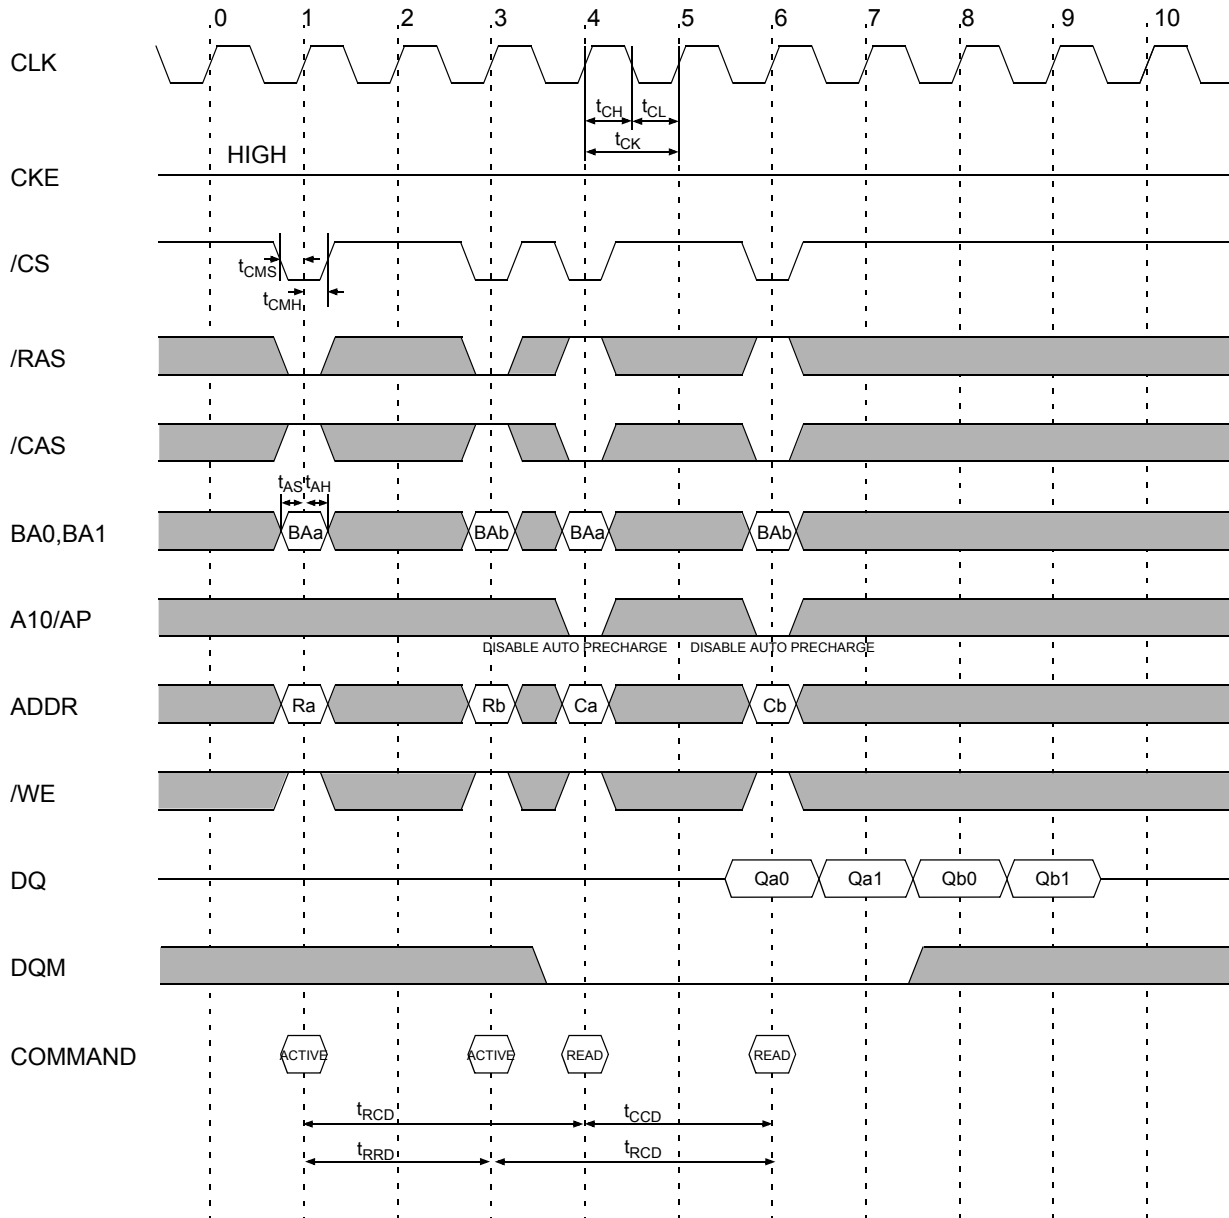 0 1 2 3 4 5 6 7 8 9 10
CLK
tCH tCL
tCK
HIGH
CKE
/CS
tCMS
tCMH
/RAS
/CAS
tAS tAH
BA0,BA1 BAa BAb BAa BAb
A10/AP
DISABLE AUTO PRECHARGE DISABLE AUTO PRECHARGE
ADDR Ra Rb Ca Cb
/WE
DQ Qa0 Qa1 Qb0 Qb1
DQM
COMMAND ACTIVE ACTIVE READ READ
tRCD tCCD
tRRD tRCD